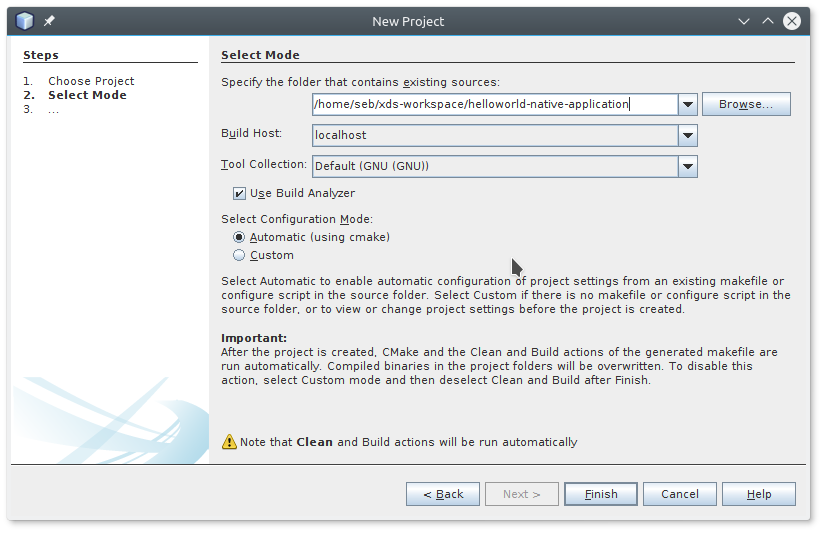 New Project
Steps
1. Choose Project
2. Select Mode
3. ...
Select Mode
Specify the folder that contains existing sources:
/home/seb/xds-workspace/helloworld-native-application
Browse...
Build Host:
localhost
Tool Collection:
Default (GNU (GNU))
Use Build Analyzer
Select Configuration Mode:
Automatic (using cmake)
Custom
Select Automatic to enable automatic configuration of project settings from an existing makefile or
configure script in the source folder. Select Custom if there is no makefile or configure script in the
source folder, or to view or change project settings before the project is created.
Important:
After the project is created, CMake and the Clean and Build actions of the generated makefile are
run automatically. Compiled binaries in the project folders will be overwritten. To disable this
action, select Custom mode and then deselect Clean and Build after Finish.
Note that Clean and Build actions will be run automatically
< Back
Next >
Finish
Cancel
Help